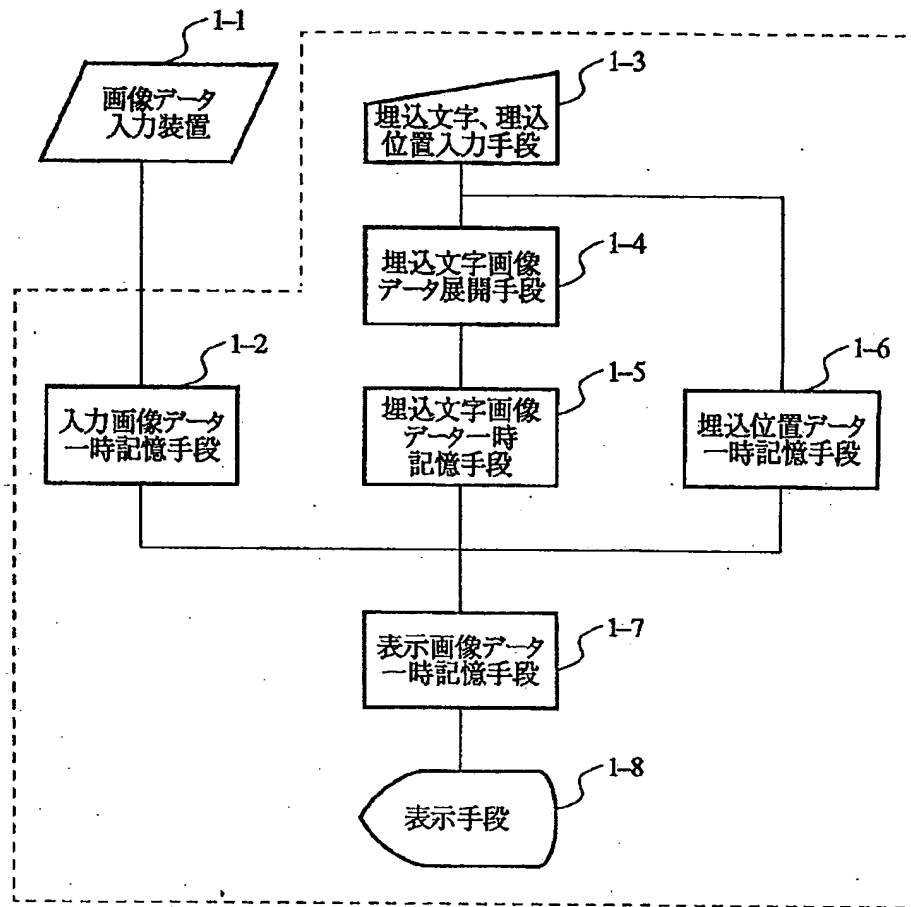 1-1
画像データ
入力装置
1-3
埋込文字、埋込
位置入力手段
1-4
埋込文字画像
データ展開手段
1-2
入力画像データ
一時記憶手段
1-5
埋込文字画像
データ一時
記憶手段
1-6
埋込位置データ
一時記憶手段
1-7
表示画像データ
一時記憶手段
1-8
表示手段